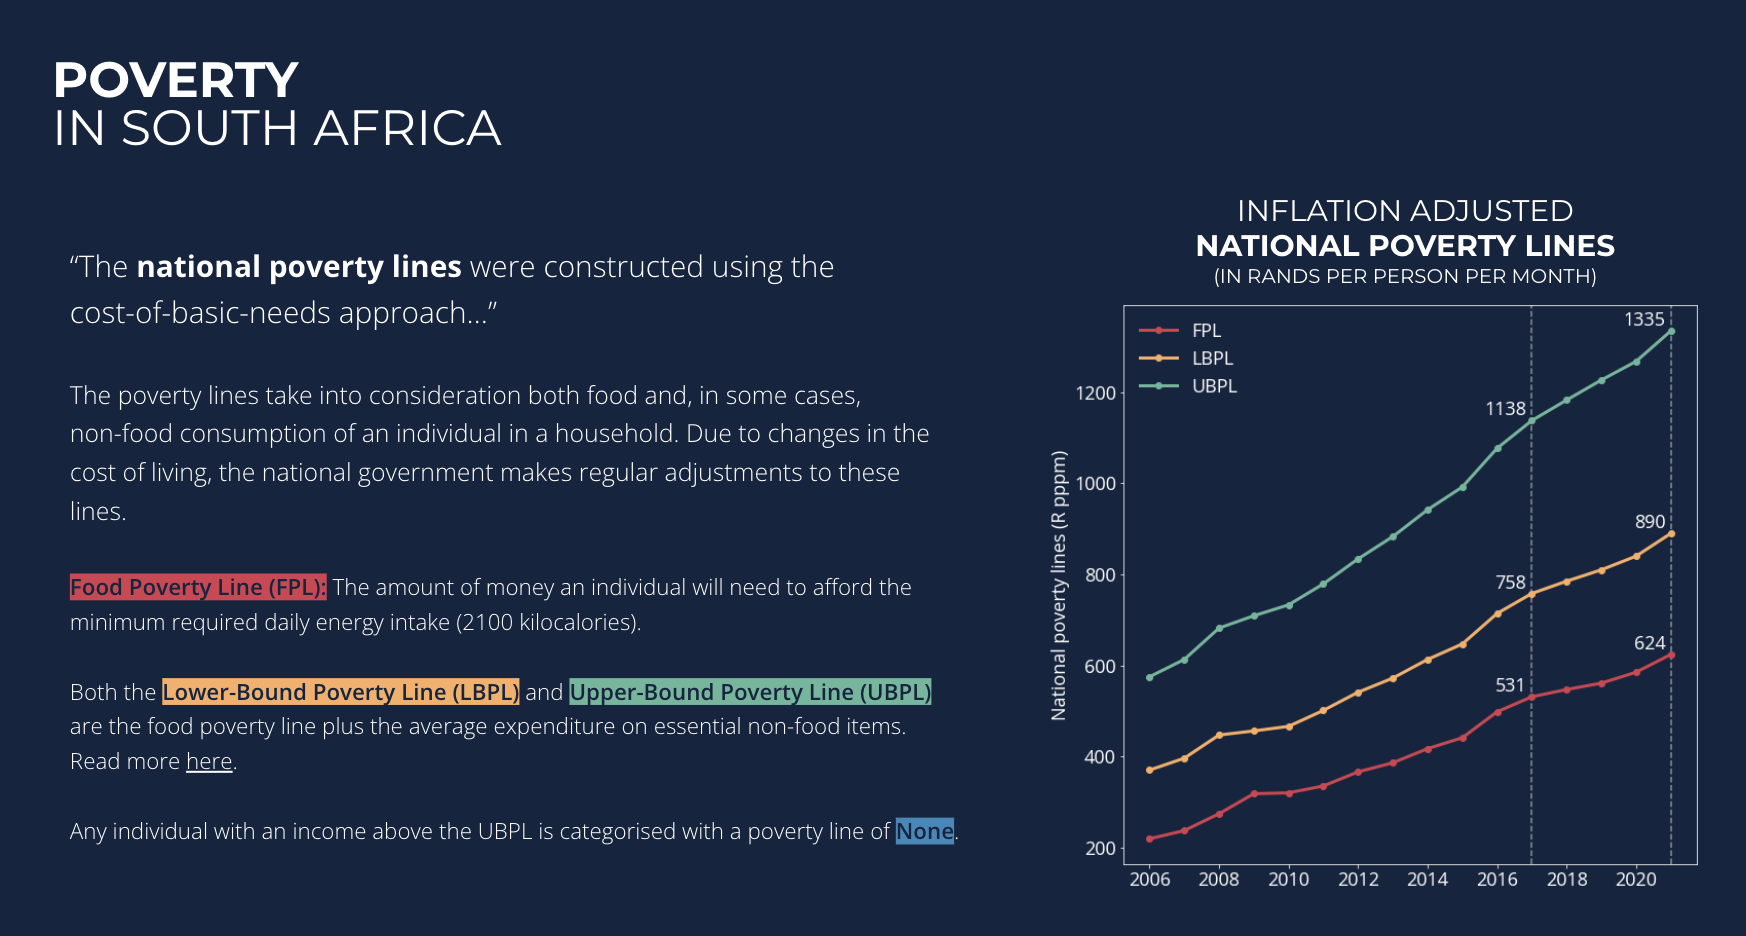 POVERTY
IN SOUTH AFRICA
“The national poverty lines were constructed using the
cost-of-basic-needs approach...”
The poverty lines take into consideration both food and, in some cases,
non-food consumption of an individual in a household. Due to changes in the
cost of living, the national government makes regular adjustments to these
lines.
Food Poverty Line (FPL): The amount of money an individual will need to afford the
minimum required daily energy intake (2100 kilocalories).
Both the Lower-Bound Poverty Line (LBPL) and Upper-Bound Poverty Line (UBPL)
are the food poverty line plus the average expenditure on essential non-food items.
Read more here.
Any individual with an income above the UBPL is categorised with a poverty line of None.
INFLATION ADJUSTED
NATIONAL POVERTY LINES
(IN RANDS PER PERSON PER MONTH)
FPL
LBPL
UBPL
1335
1138
890
758
624
531
National poverty lines (R pppm)
1200
1000
800
600
400
200
2006 2008 2010 2012 2014 2016 2018 2020